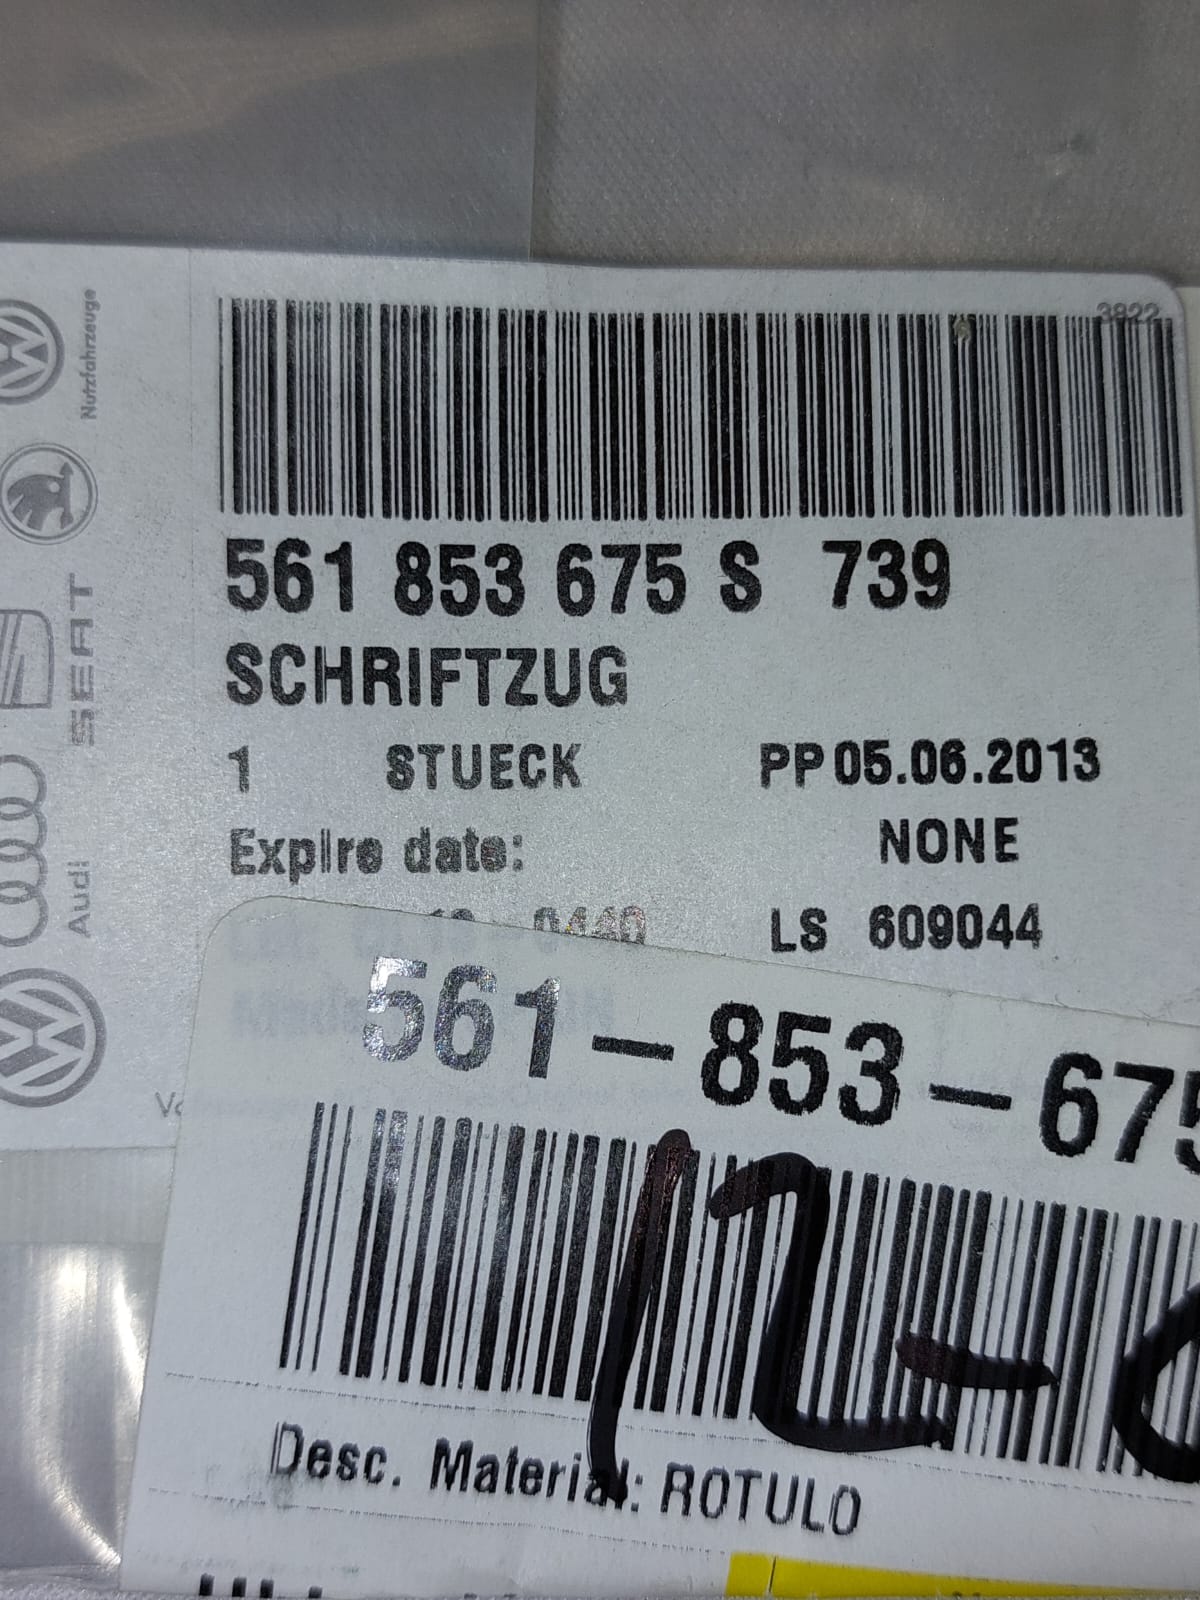 3822
Nutzfahrzeuge
SEAT
Audi
561 853 675 S 739
SCHRIFTZUG
1 STUECK PP 05.06.2013
Expire date: NONE
LS 609044
561-853-675
12-
Desc. Material: ROTULO